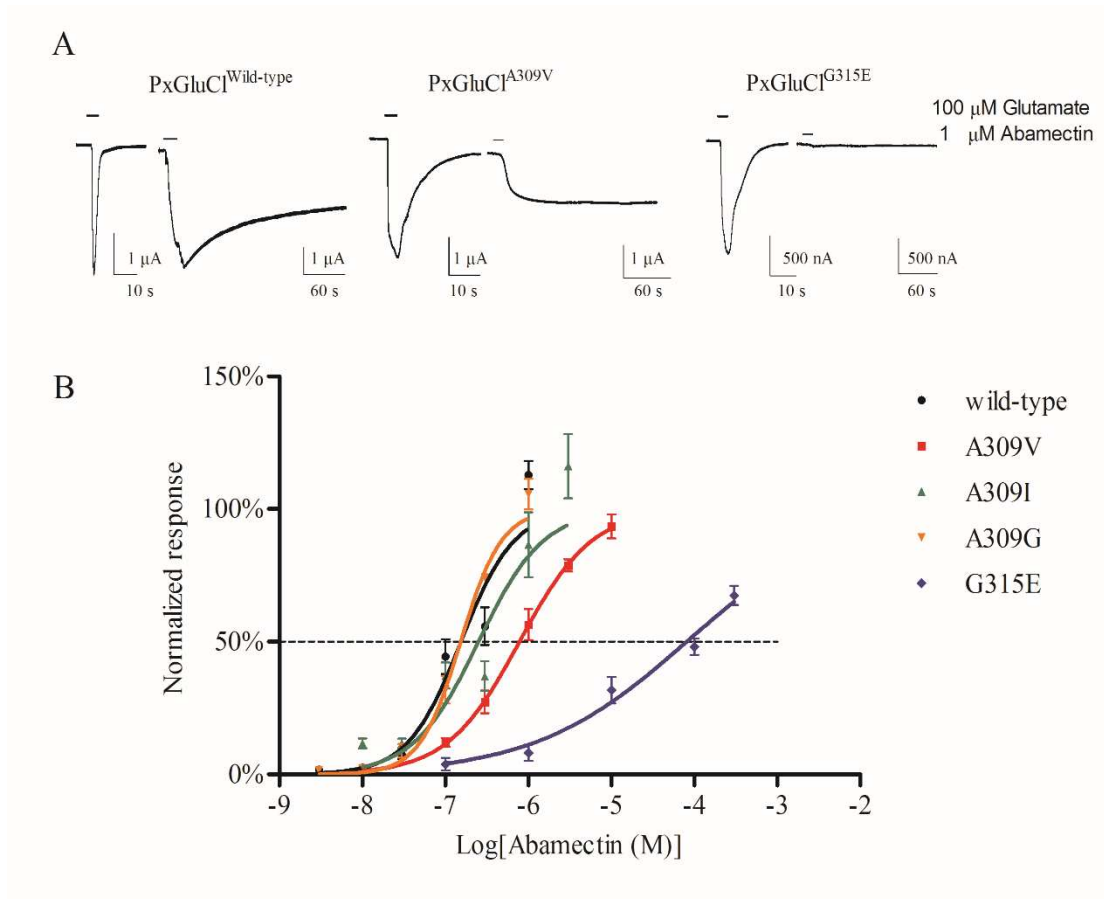 A
PxGluCl^Wild-type
PxGluCl^A309V
PxGluCl^G315E
100 μM Glutamate
1 μM Abamectin
1 μA
10 s
1 μA
60 s
1 μA
10 s
1 μA
60 s
500 nA
10 s
500 nA
60 s
B
150%
100%
50%
0%
Normalized response
-9 -8 -7 -6 -5 -4 -3 -2
Log[Abamectin (M)]
wild-type
A309V
A309I
A309G
G315E